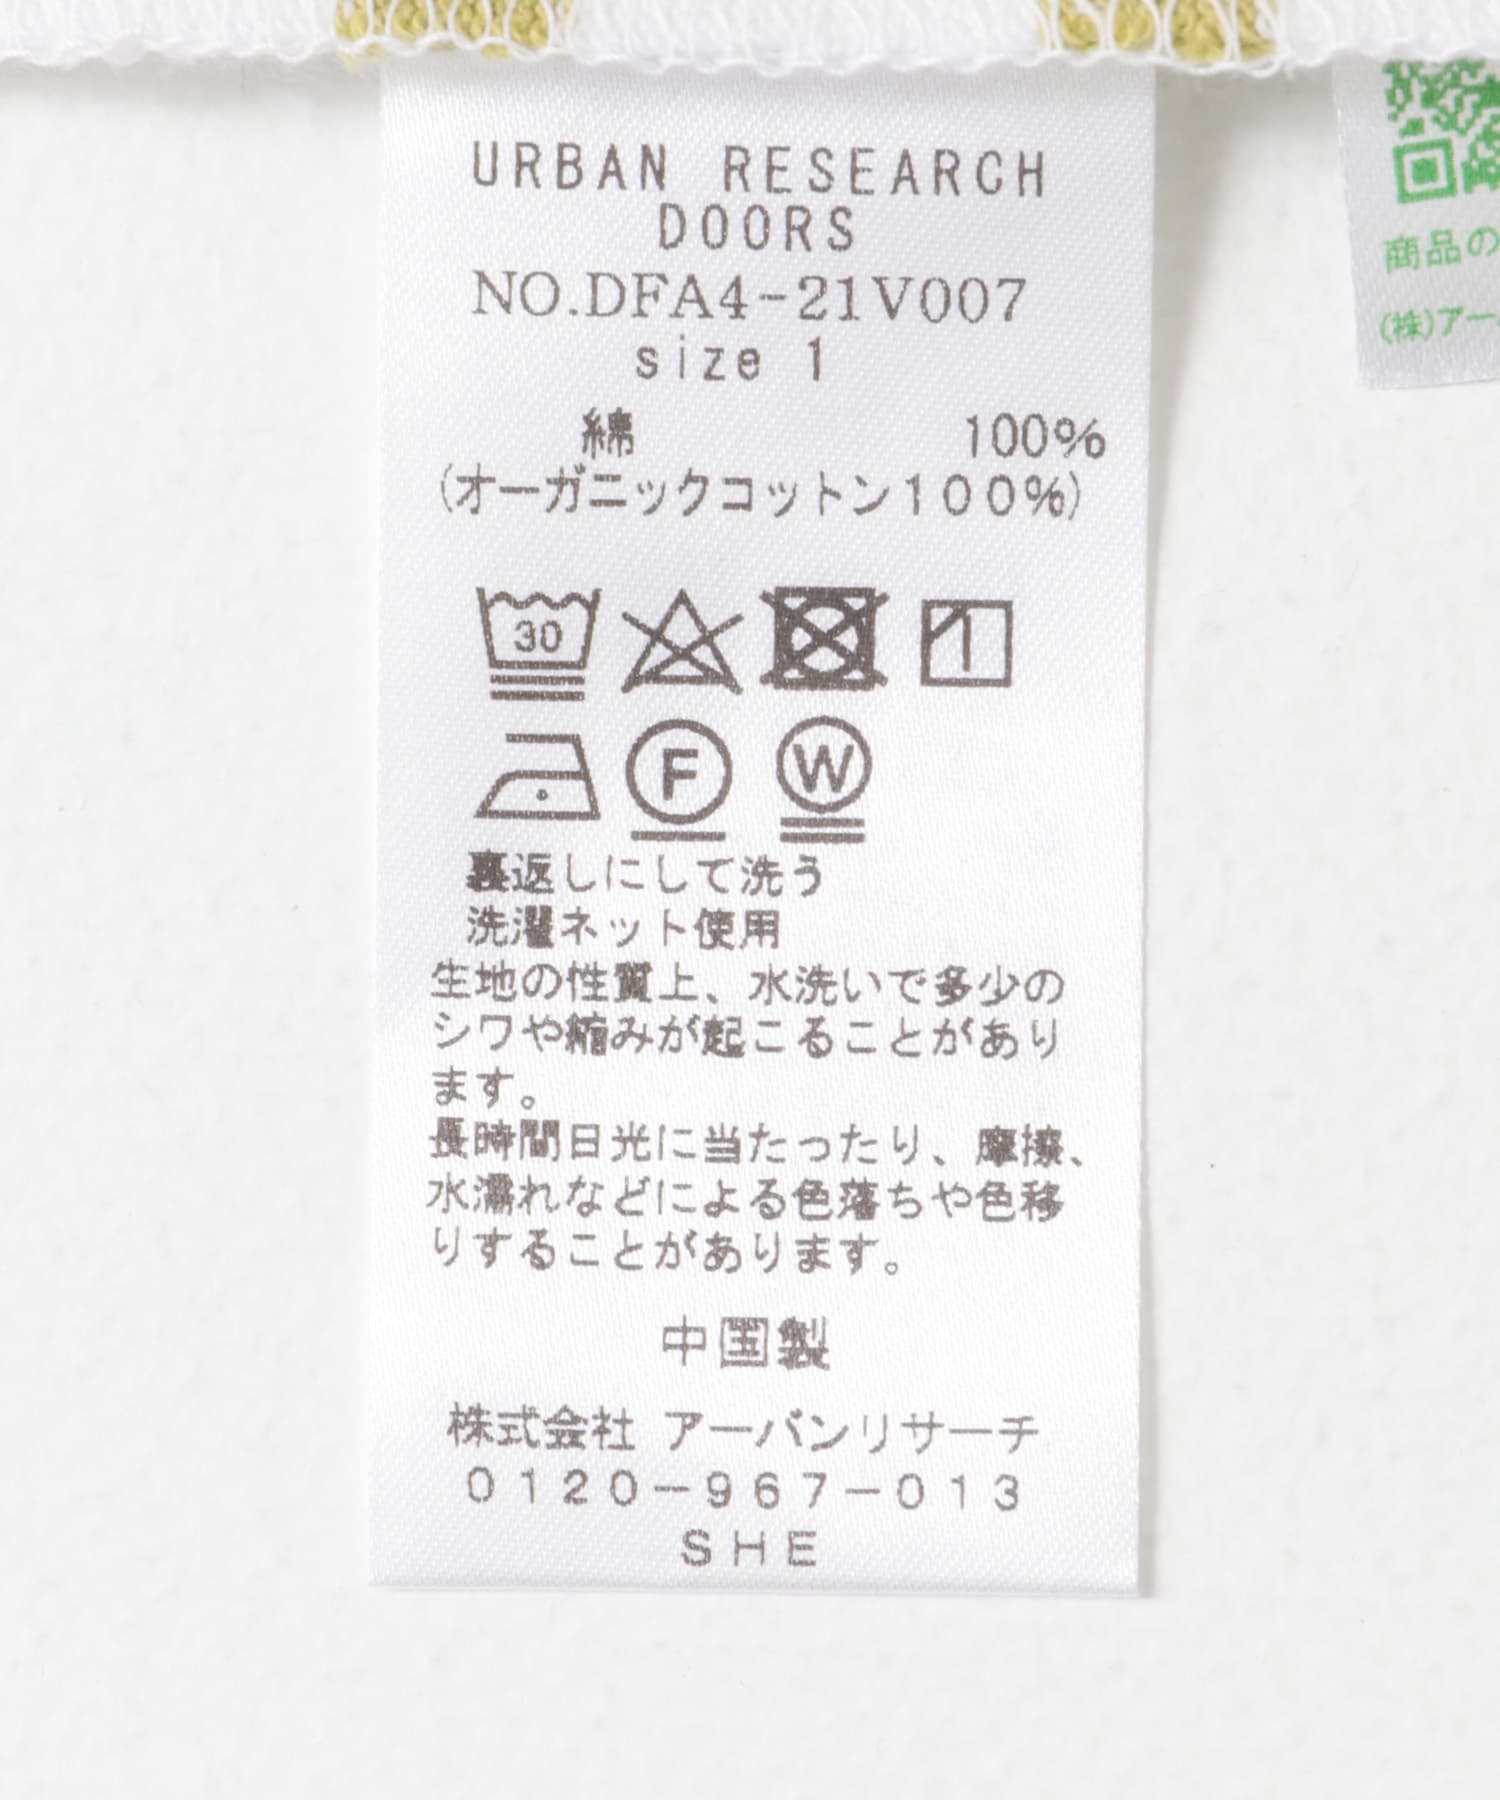 URBAN RESEARCH
DOORS
NO.DFA4-21V007
size 1
綿 100%
(オーガニックコットン100%)
30
F
W
裏返しにして洗う
洗濯ネット使用
生地の性質上、水洗いで多少の
シワや縮みが起こることがあり
ます。
長時間日光に当たったり、摩擦、
水濡れなどによる色落ちや色移
りすることがあります。
中国製
株式会社 アーバンリサーチ
0120-967-013
SHE
商品の
(株)アー